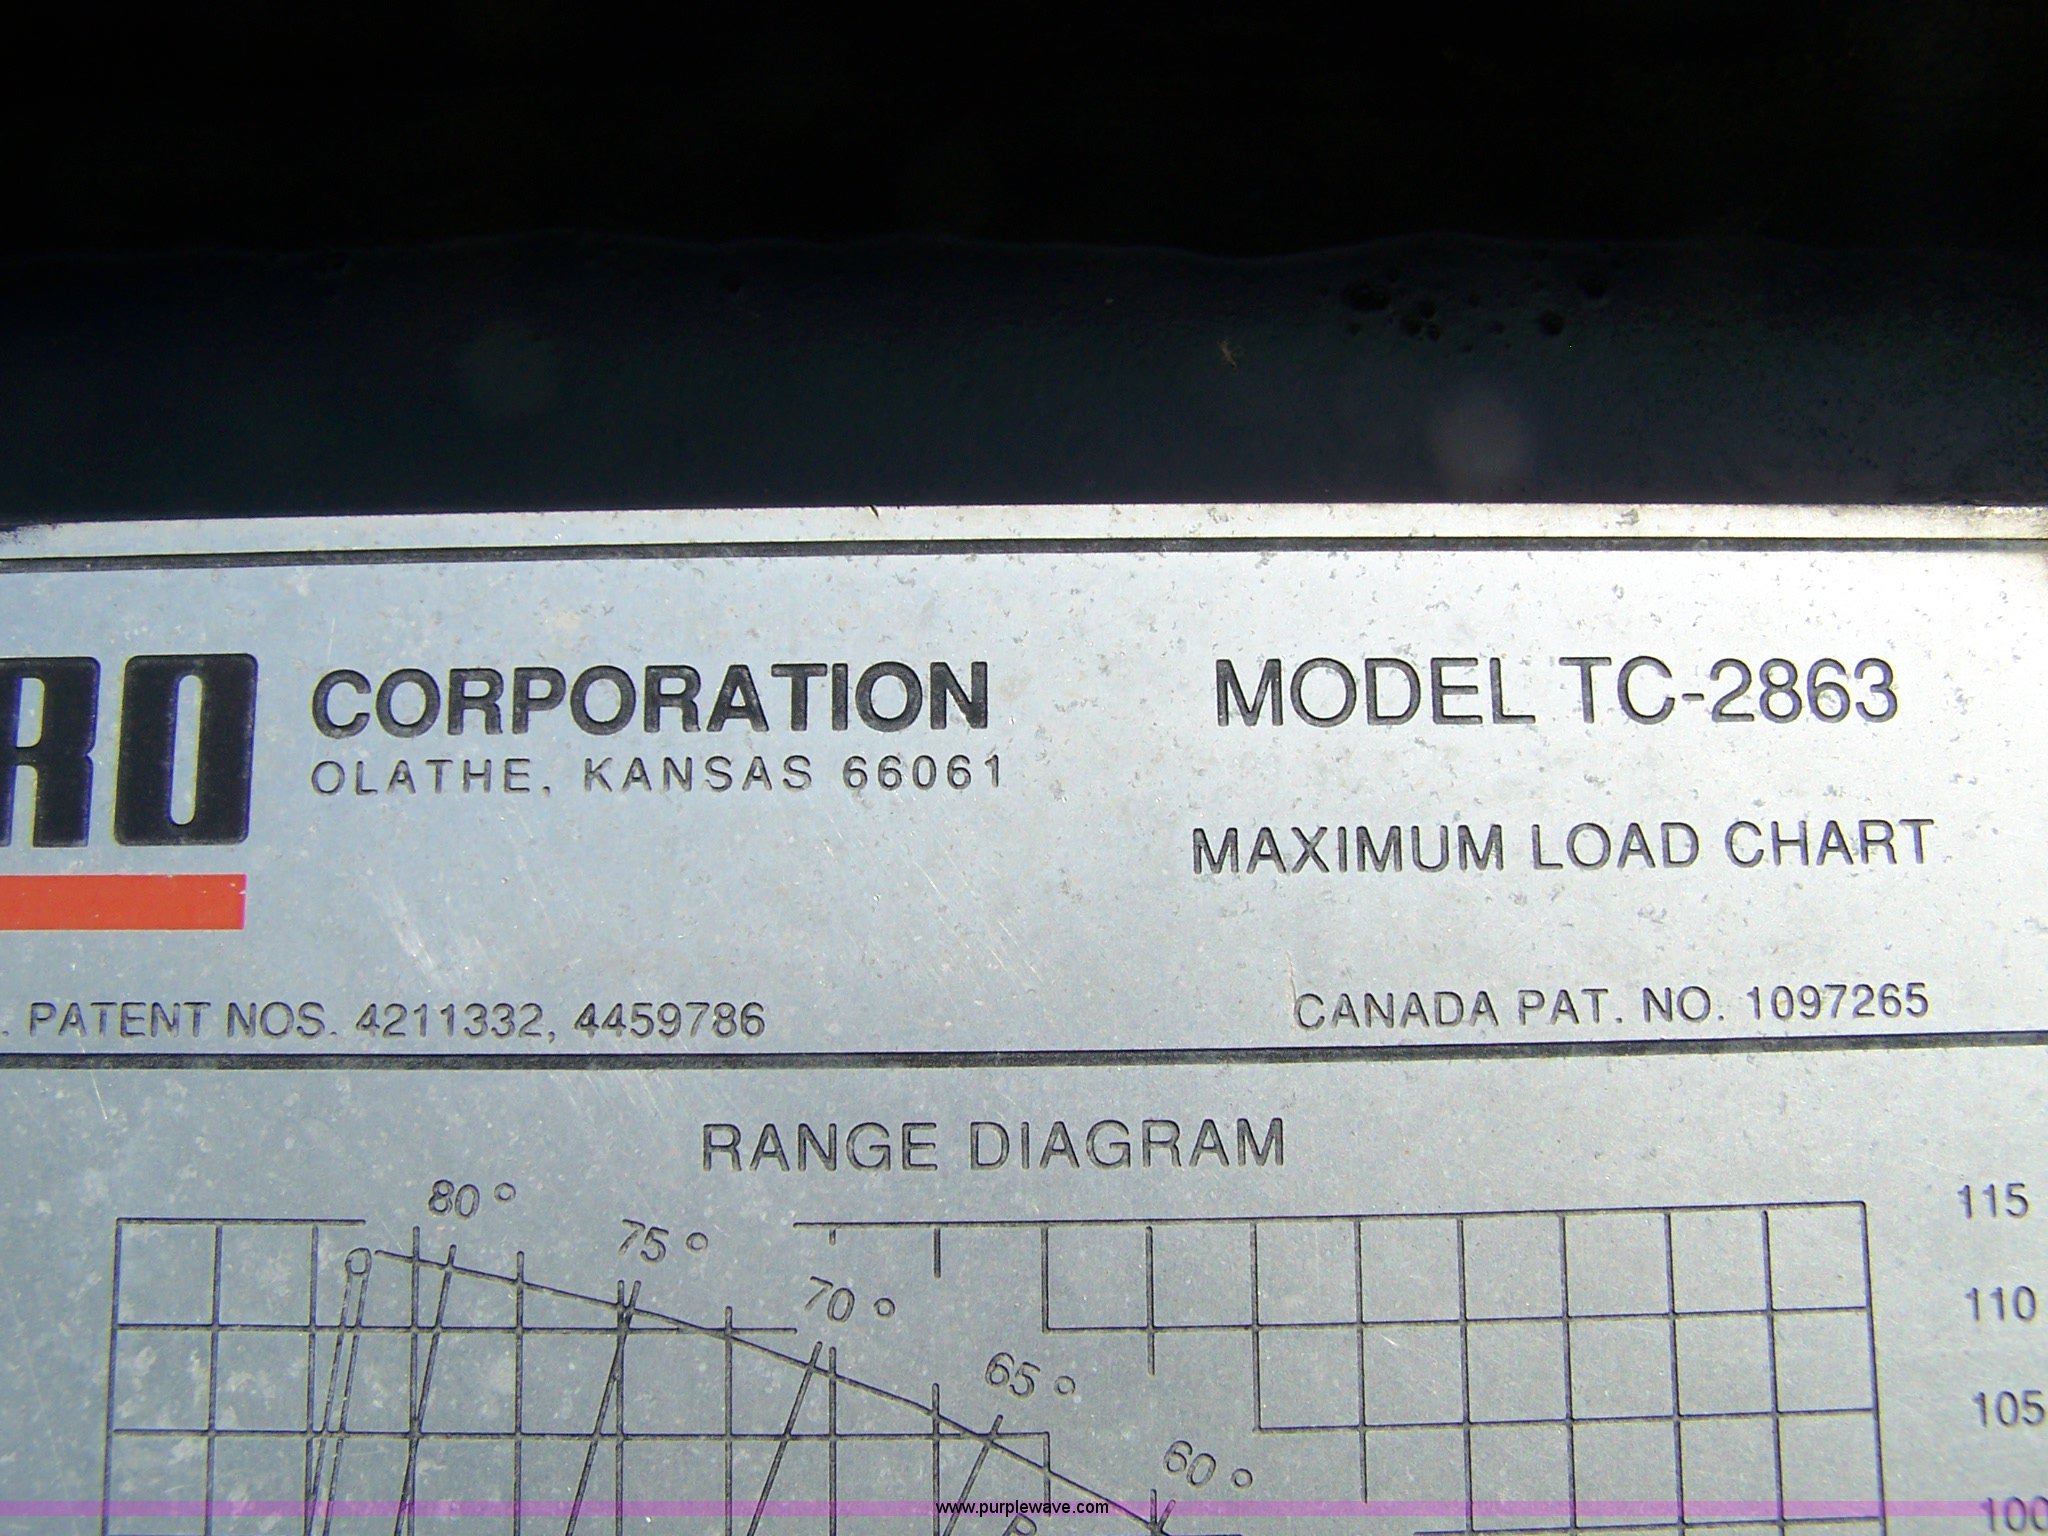 RO CORPORATION
OLATHE, KANSAS 66061
MODEL TC-2863
MAXIMUM LOAD CHART
. PATENT NOS. 4211332, 4459786
CANADA PAT. NO. 1097265
RANGE DIAGRAM
80°
75°
70°
65°
60°
115
110
105
100
www.purplewave.com